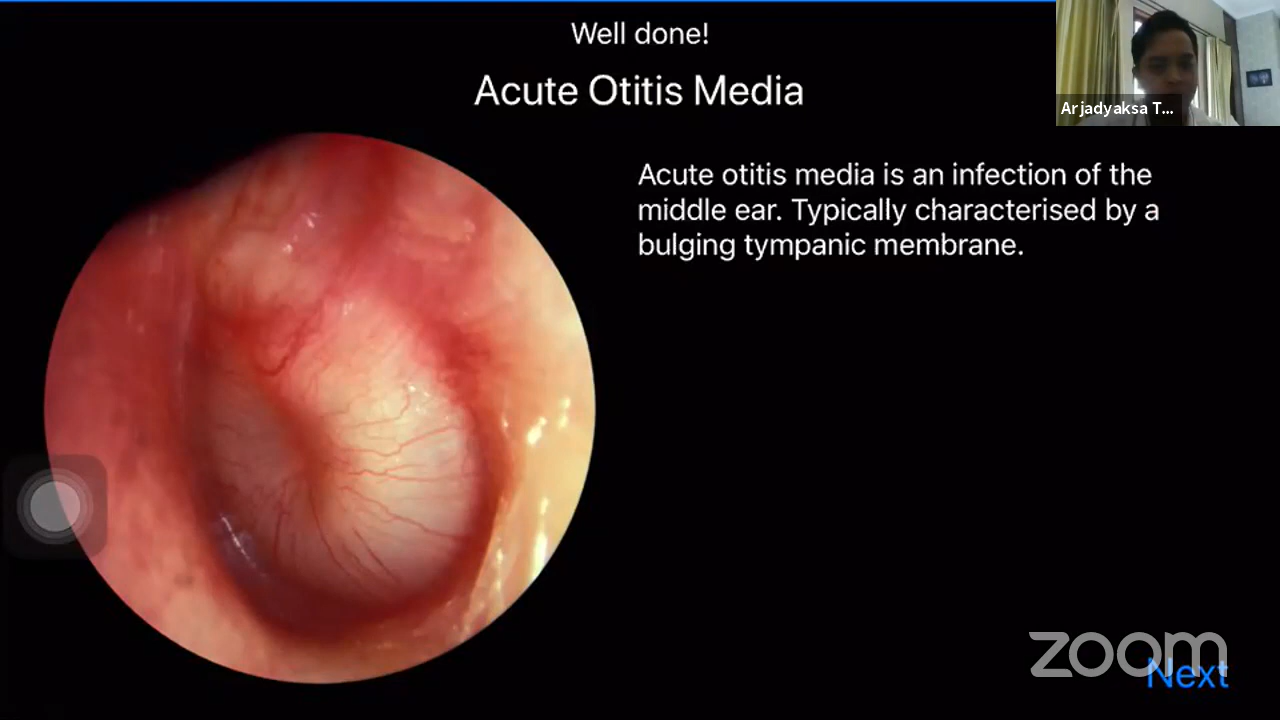 Well done!
Acute Otitis Media
Arjadyaksa T...
Acute otitis media is an infection of the
middle ear. Typically characterised by a
bulging tympanic membrane.
zoom
Next